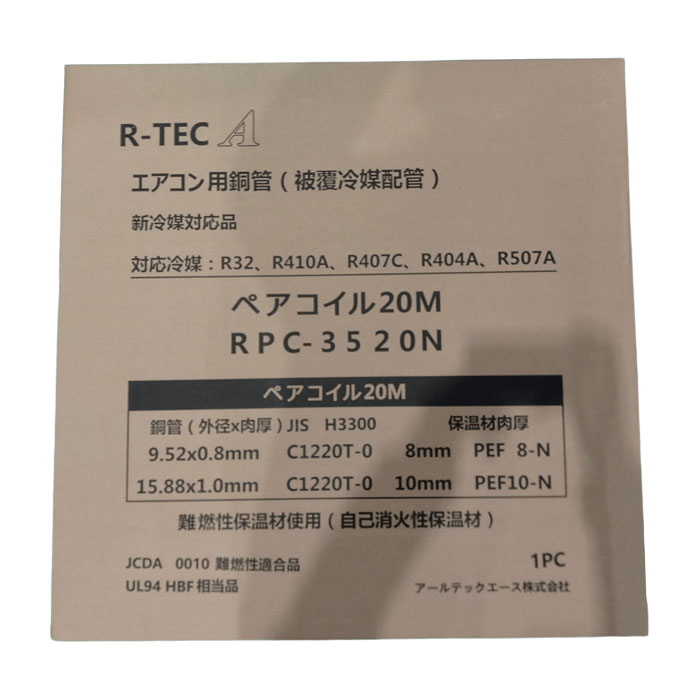 R-TEC A
エアコン用銅管(被覆冷媒配管)
新冷媒対応品
対応冷媒:R32、R410A、R407C、R404A、R507A
ペアコイル20M
RPC-3520N
ペアコイル20M
銅管(外径x肉厚)JIS H3300 保温材肉厚
9.52x0.8mm C1220T-0 8mm PEF 8-N
15.88x1.0mm C1220T-0 10mm PEF10-N
難燃性保温材使用(自己消火性保温材)
JCDA 0010 難燃性適合品 1PC
UL94 HBF相当品 アールテックエース株式会社